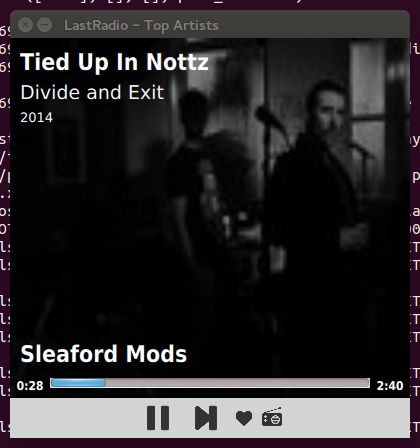 LastRadio – Top Artists
Tied Up In Nottz
Divide and Exit
2014
Sleaford Mods
0:28
2:40